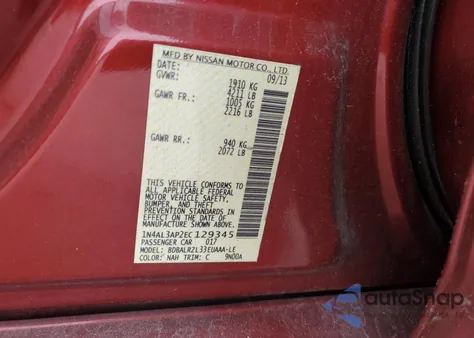 MFD BY NISSAN MOTOR CO., LTD.
DATE: 09/13
GVWR: 1910 KG
4211 LB
GAWR FR.: 1005 KG
2216 LB
GAWR RR.: 940 KG
2072 LB
THIS VEHICLE CONFORMS TO
ALL APPLICABLE FEDERAL
MOTOR VEHICLE SAFETY,
BUMPER, AND THEFT
PREVENTION STANDARDS IN
EFFECT ON THE DATE OF
MANUFACTURE SHOWN ABOVE.
1N4AL3AP2EC129345
PASSENGER CAR 017
MODEL: BDBALRZL33EUAAA-LE
COLOR: NAH TRIM: C 9N00A
autoSnap